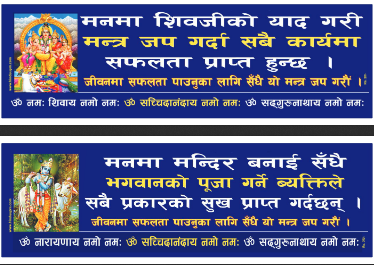 मनमा शिवजीको याद गरी
मन्त्र जप गर्दा सबै कार्यमा
सफलता प्राप्त हुन्छ ।
जीवनमा सफलता पाउनुका लागि सँधै यो मन्त्र जप गरौं ।
ॐ नमः शिवाय नमो नमः ॐ सच्चिदानंदाय नमो नमः ॐ सद्गुरुनाथाय नमो नमः
मनमा मन्दिर बनाई सँधै
भगवानको पूजा गर्ने ब्यक्तिले
सबै प्रकारको सुख प्राप्त गर्दछन् ।
जीवनमा सफलता पाउनुका लागि सँधै यो मन्त्र जप गरौं ।
ॐ नारायणाय नमो नमः ॐ सच्चिदानंदाय नमो नमः ॐ सद्गुरुनाथाय नमो नमः